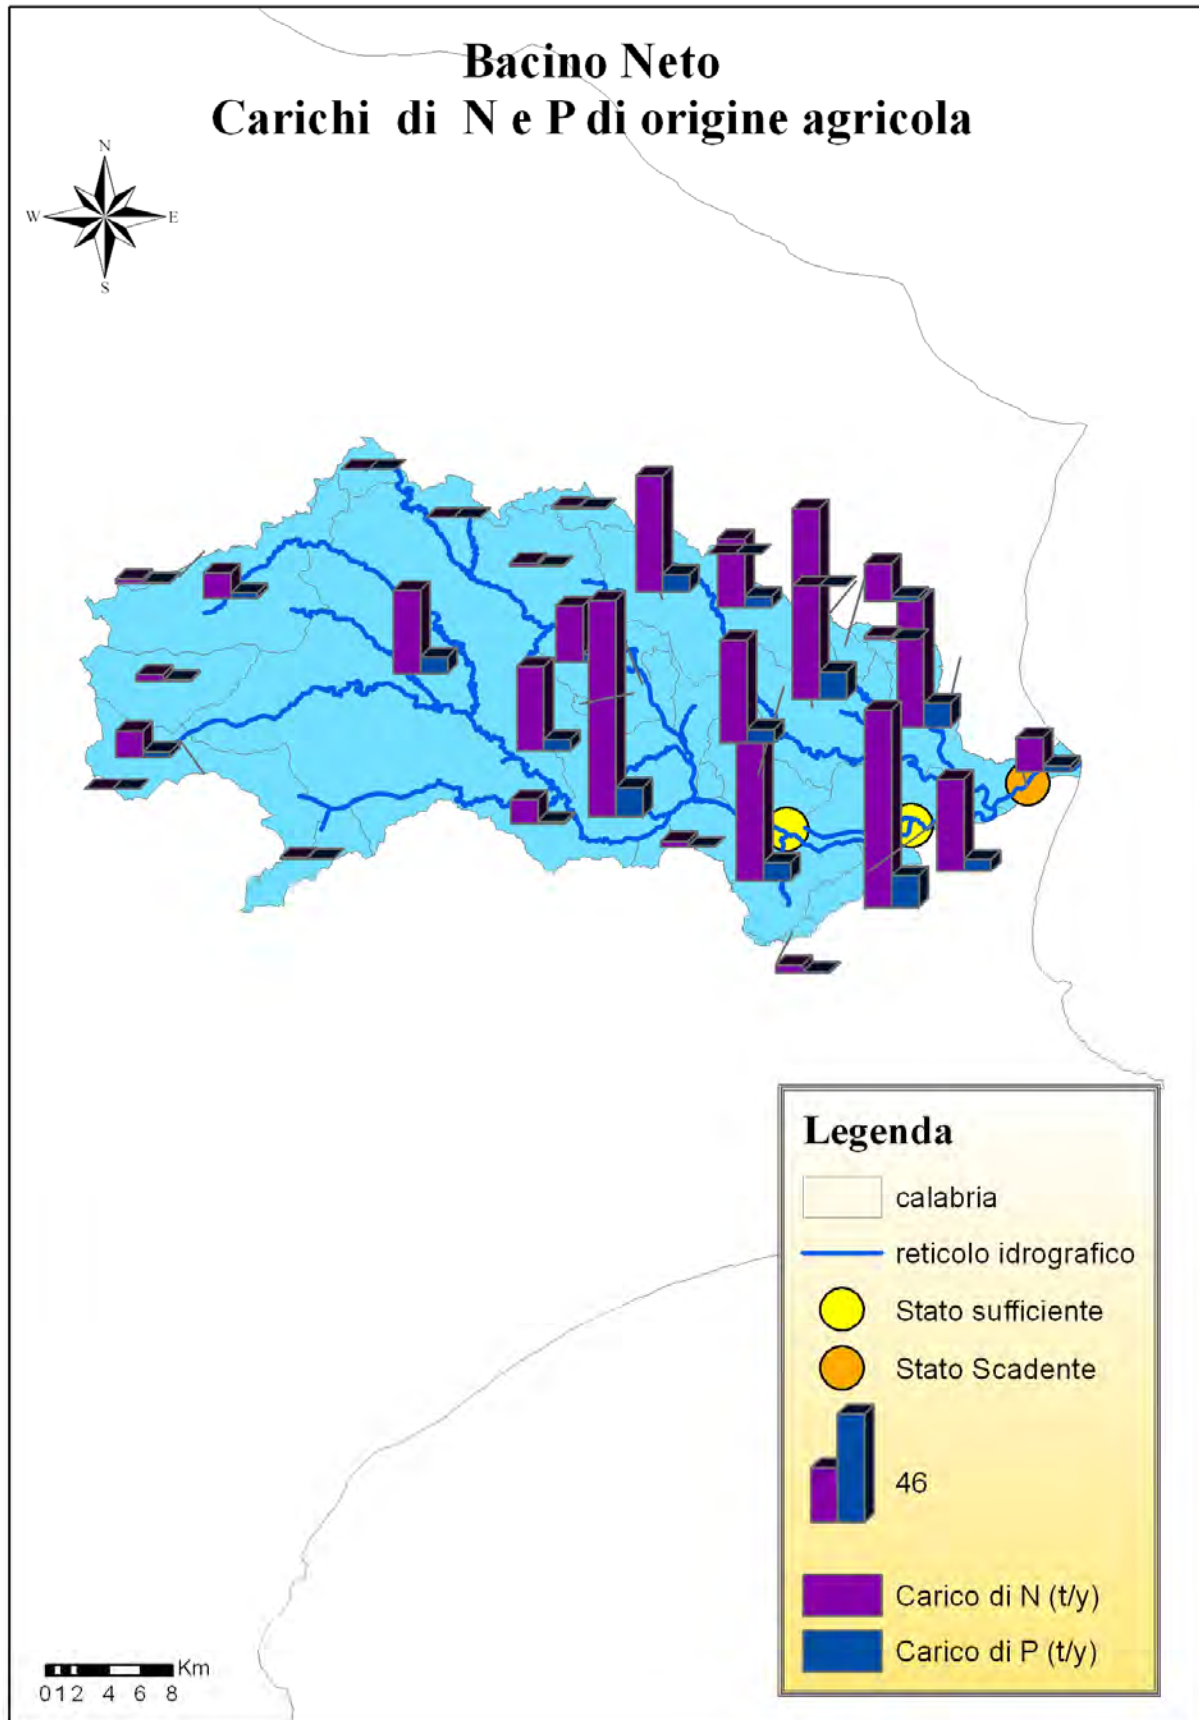 Bacino Neto
Carichi di N e P di origine agricola
N
W
E
S
Legenda
calabria
reticolo idrografico
Stato sufficiente
Stato Scadente
46
Carico di N (t/y)
Carico di P (t/y)
Km
0 1 2 4 6 8